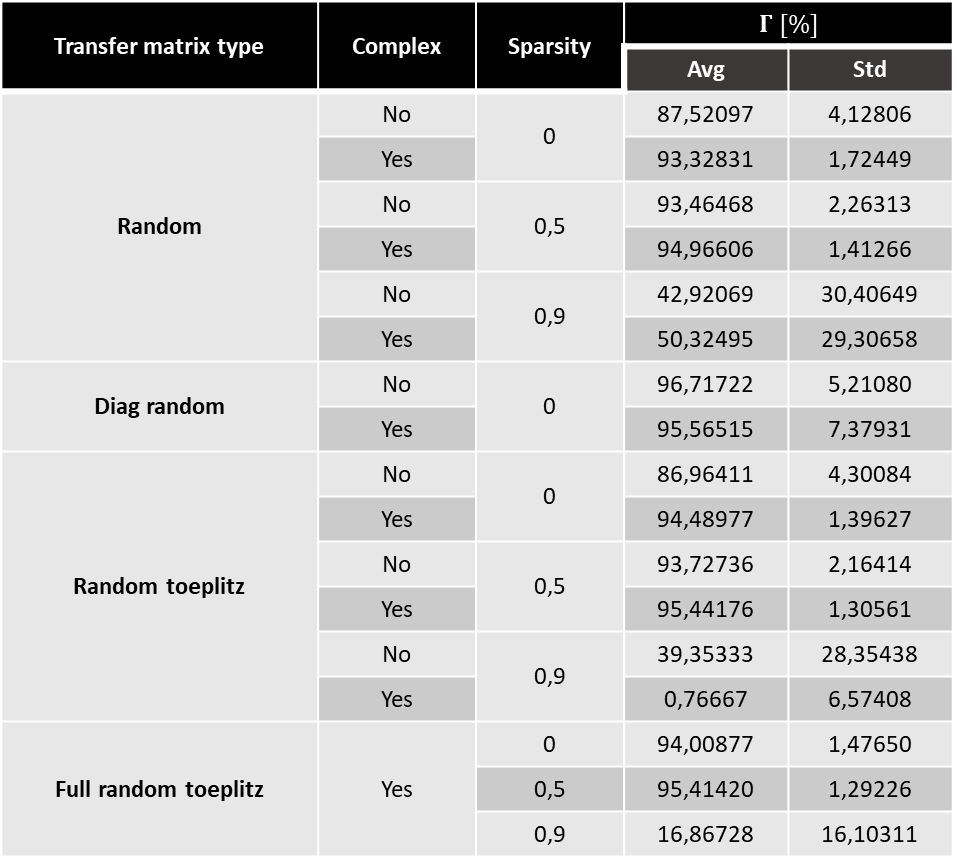 Transfer matrix type Complex Sparsity Γ [%]
Avg Std
Random No 0 87,52097 4,12806
Yes 93,32831 1,72449
No 0,5 93,46468 2,26313
Yes 94,96606 1,41266
No 0,9 42,92069 30,40649
Yes 50,32495 29,30658
Diag random No 0 96,71722 5,21080
Yes 95,56515 7,37931
Random toeplitz No 0 86,96411 4,30084
Yes 94,48977 1,39627
No 0,5 93,72736 2,16414
Yes 95,44176 1,30561
No 0,9 39,35333 28,35438
Yes 0,76667 6,57408
Full random toeplitz Yes 0 94,00877 1,47650
0,5 95,41420 1,29226
0,9 16,86728 16,10311